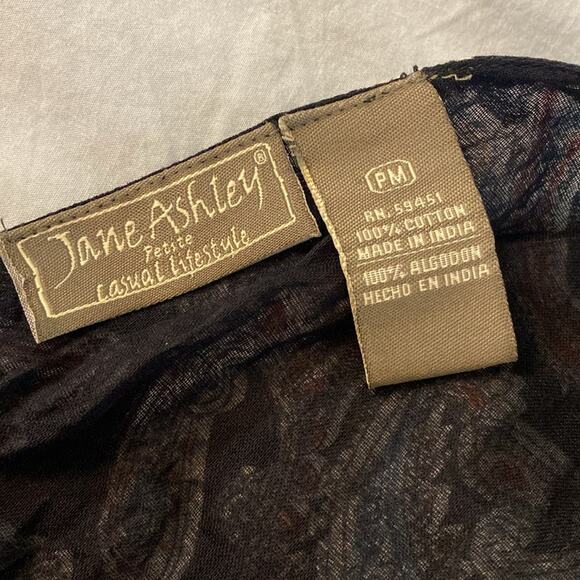 Jane Ashley®
Petite
casual lifestyle
PM
RN. 59451
100% COTTON
MADE IN INDIA
100% ALGODON
HECHO EN INDIA